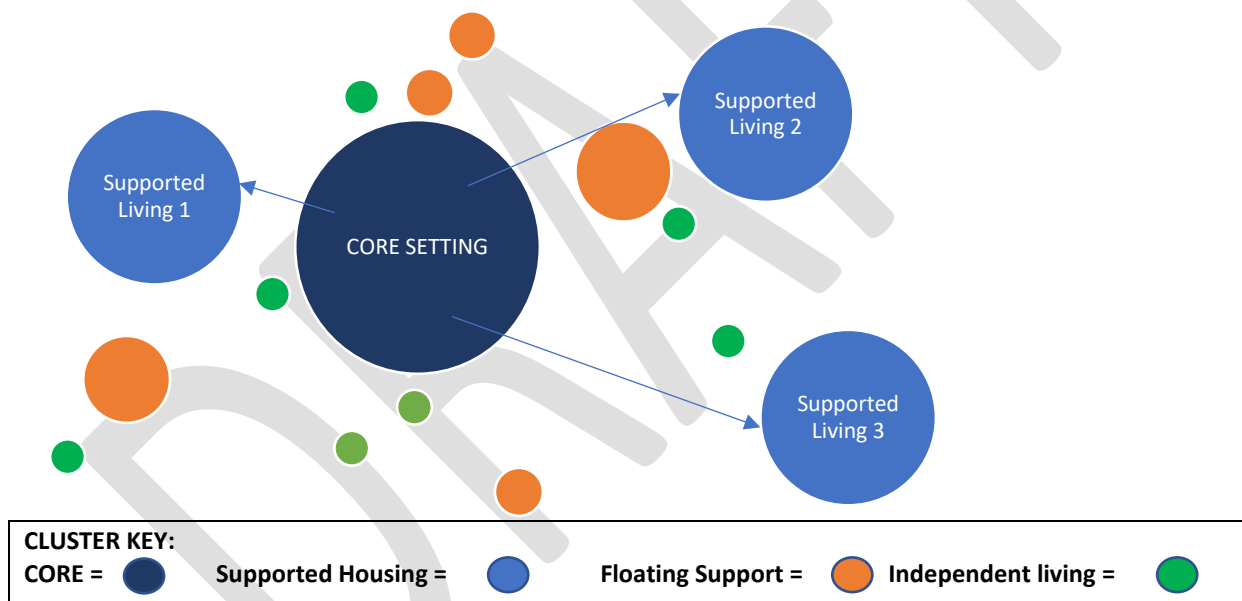 Supported
Living 2
Supported
Living 1
CORE SETTING
Supported
Living 3
CLUSTER KEY:
CORE = Supported Housing = Floating Support = Independent living =
DRAFT